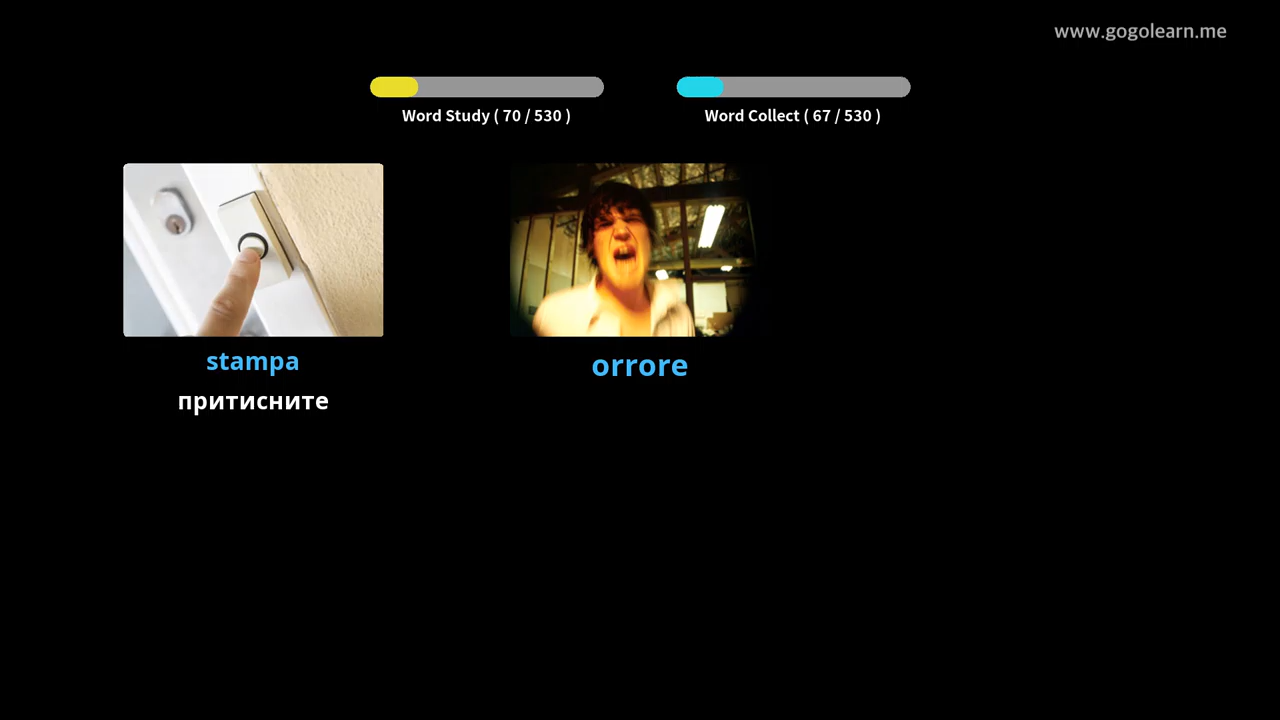 www.gogolearn.me
Word Study ( 70 / 530 )
Word Collect ( 67 / 530 )
stampa
притисните
orrore